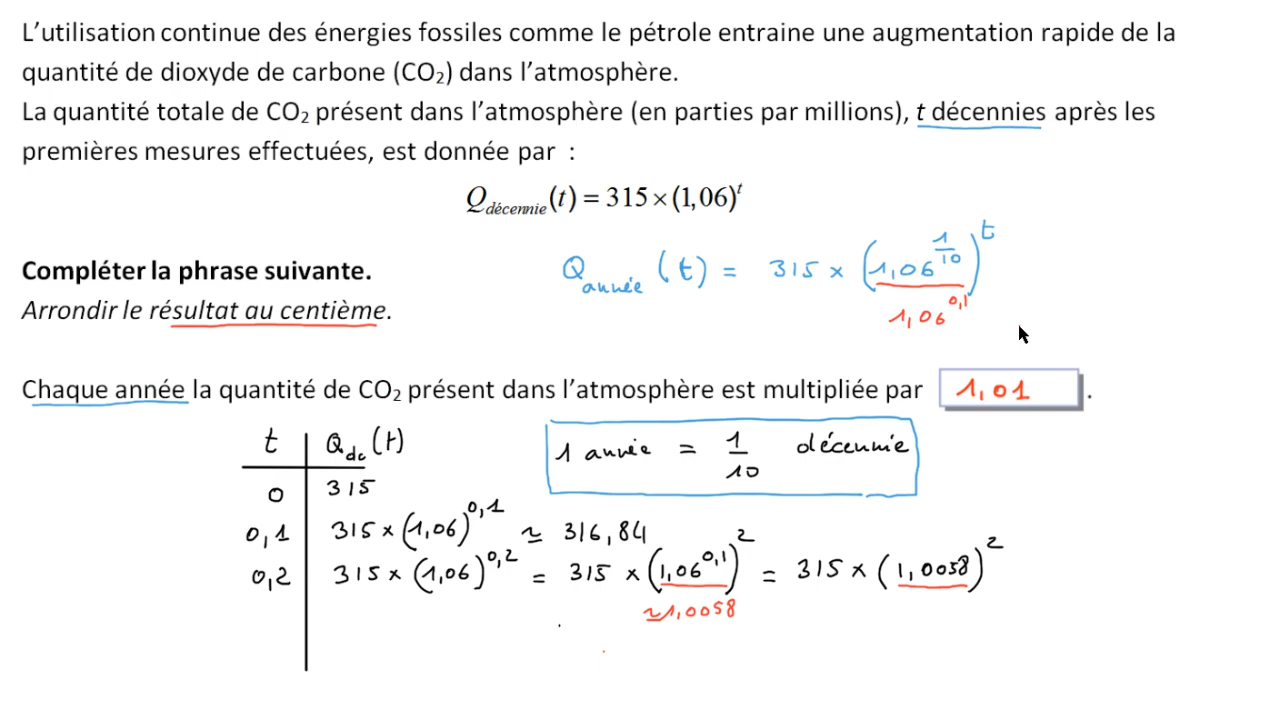 L’utilisation continue des énergies fossiles comme le pétrole entraine une augmentation rapide de la
quantité de dioxyde de carbone (CO₂) dans l’atmosphère.
La quantité totale de CO₂ présent dans l’atmosphère (en parties par millions), t décennies après les
premières mesures effectuées, est donnée par :
Q_décennie(t) = 315 × (1,06)^t
Q_année (t) = 315 × (1,06^(1/10))^t
Compléter la phrase suivante.
Arrondir le résultat au centième.
1,06^0,1
Chaque année la quantité de CO₂ présent dans l’atmosphère est multipliée par 1,01 .
t Q_dc(t)
1 année = 1/10 décennie
0 315
0,1 315 × (1,06)^0,1 ≃ 316,84
0,2 315 × (1,06)^0,2 = 315 × (1,06^0,1)^2 = 315 × (1,0058)^2
≃1,0058